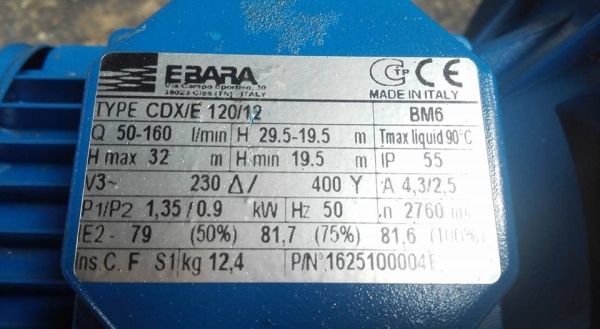 EBARA
Via Campo Sportivo, 30
38023 Cles (TN) ITALY
TP CE
MADE IN ITALY
TYPE CDX/E 120/12 BM6
Q 50-160 l/min H 29.5-19.5 m Tmax liquid 90°C
H max 32 m H min 19.5 m IP 55
V3~ 230 Δ/ 400 Y A 4,3/2,5
P1/P2 1,35/0.9 kW Hz 50 n 2760
E2 - 79 (50%) 81,7 (75%) 81,6 (100%)
Ins.C. F S1 kg 12,4 P/N°1625100004E